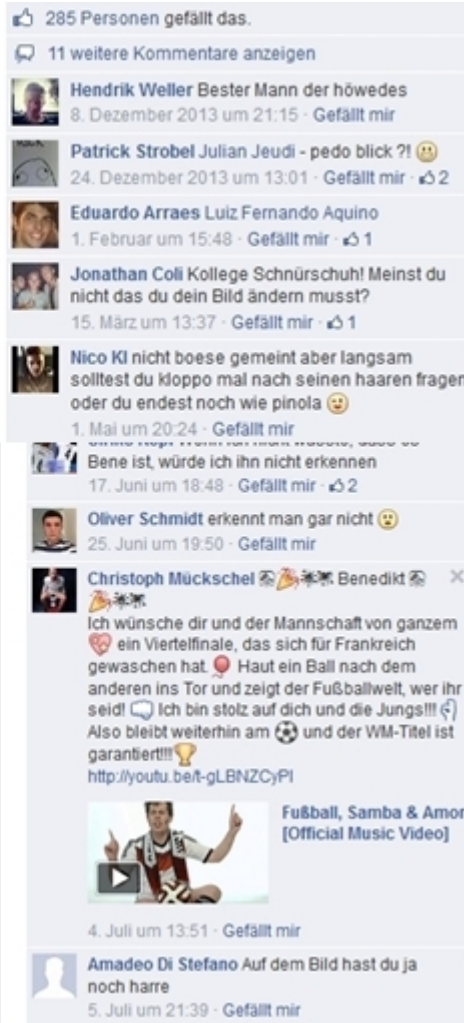 285 Personen gefällt das.
11 weitere Kommentare anzeigen
Hendrik Weller Bester Mann der höwedes
8. Dezember 2013 um 21:15 · Gefällt mir
Patrick Strobel Julian Jeudi - pedo blick ?!
24. Dezember 2013 um 13:01 · Gefällt mir · 2
Eduardo Arraes Luiz Fernando Aquino
1. Februar um 15:48 · Gefällt mir · 1
Jonathan Coli Kollege Schnürschuh! Meinst du
nicht das du dein Bild ändern musst?
15. März um 13:37 · Gefällt mir · 1
Nico Kl nicht boese gemeint aber langsam
solltest du kloppo mal nach seinen haaren fragen
oder du endest noch wie pinola
1. Mai um 20:24 · Gefällt mir
Bene ist, würde ich ihn nicht erkennen
17. Juni um 18:48 · Gefällt mir · 2
Oliver Schmidt erkennt man gar nicht
25. Juni um 19:50 · Gefällt mir
Christoph Mückschel Benedikt
Ich wünsche dir und der Mannschaft von ganzem
ein Viertelfinale, das sich für Frankreich
gewaschen hat. Haut ein Ball nach dem
anderen ins Tor und zeigt der Fußballwelt, wer ihr
seid! Ich bin stolz auf dich und die Jungs!!!
Also bleibt weiterhin am und der WM-Titel ist
garantiert!!!
http://youtu.be/t-gLBNZCyPI
Fußball, Samba & Amor
[Official Music Video]
4. Juli um 13:51 · Gefällt mir
Amadeo Di Stefano Auf dem Bild hast du ja
noch harre
5. Juli um 21:39 · Gefällt mir